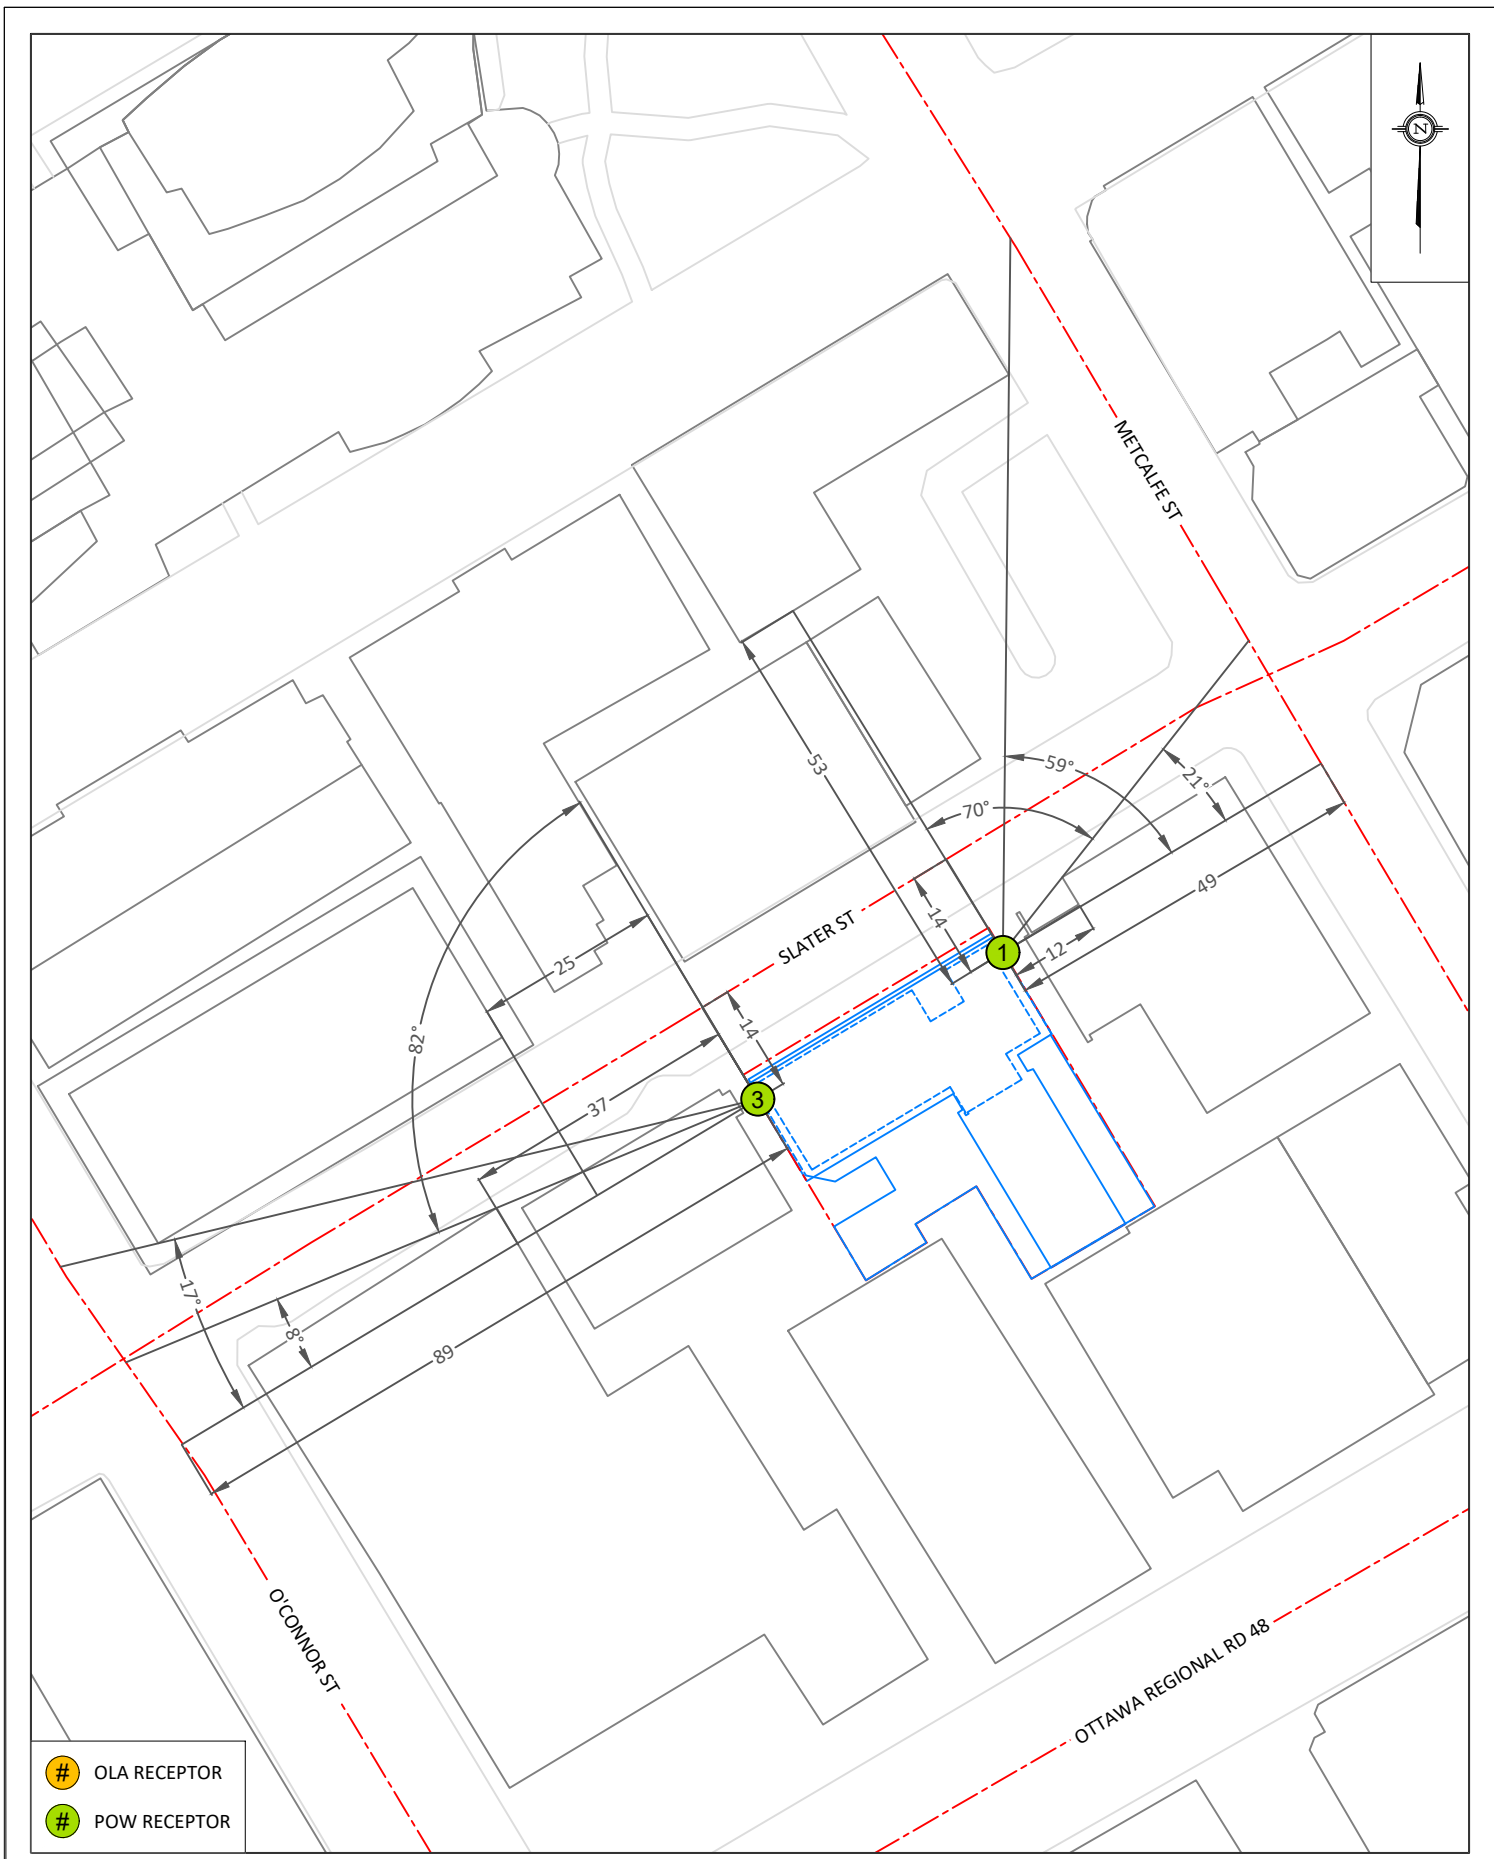 N
METCALFE ST
53
59°
21°
70°
49
14
SLATER ST
1
12
25
82°
14
37
3
17°
8°
89
O'CONNOR ST
OTTAWA REGIONAL RD 48
# OLA RECEPTOR
# POW RECEPTOR